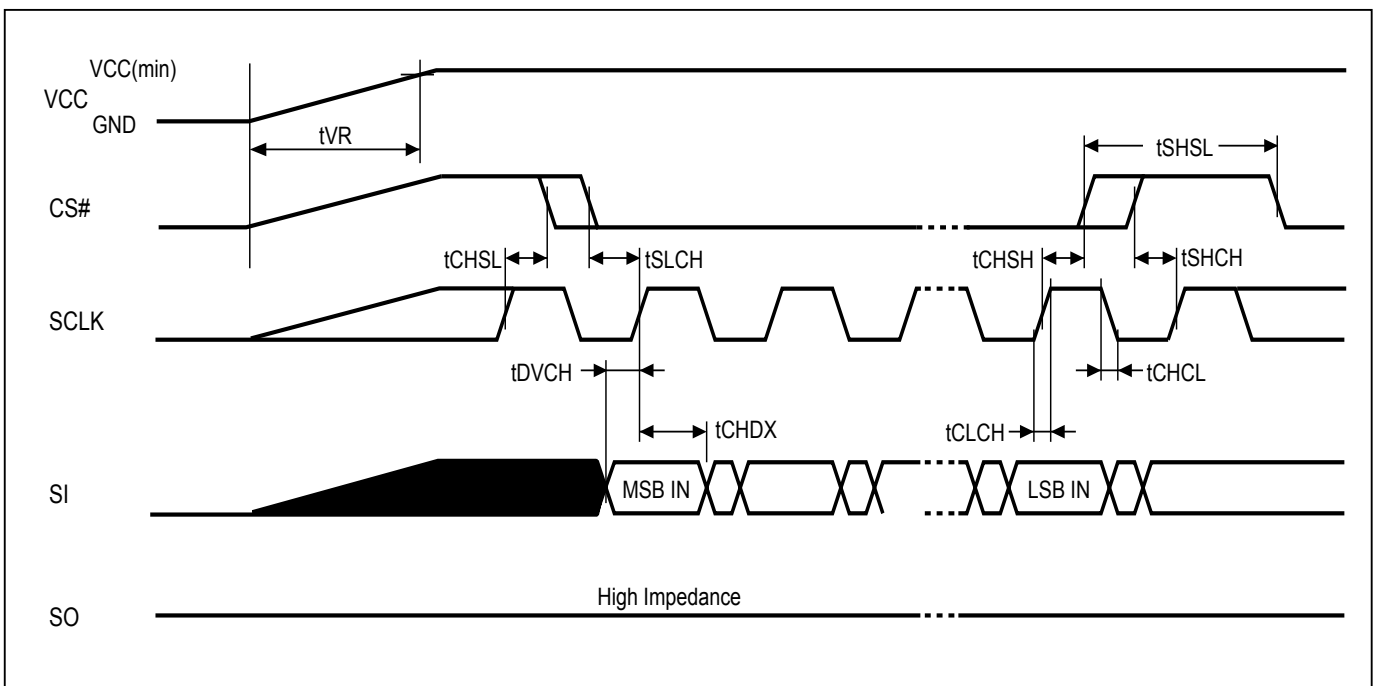 VCC(min)
VCC
GND
tVR
tSHSL
CS#
tCHSL
tSLCH
tCHSH
tSHCH
SCLK
tDVCH
tCHCL
tCHDX
tCLCH
SI
MSB IN
LSB IN
High Impedance
SO